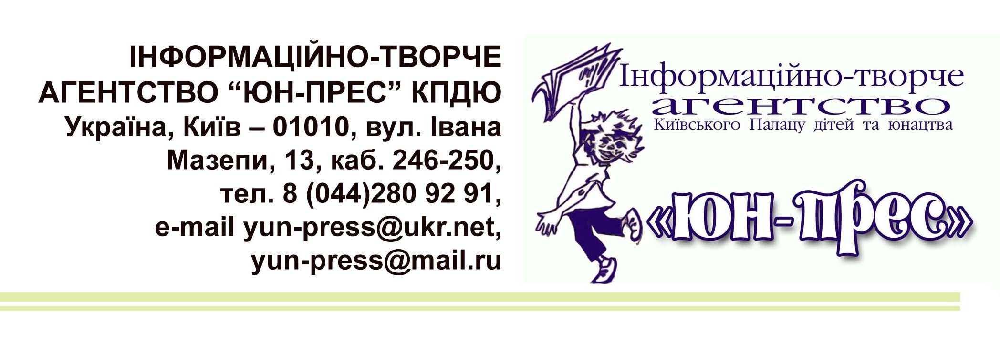 ІНФОРМАЦІЙНО-ТВОРЧЕ
АГЕНТСТВО “ЮН-ПРЕС” КПДЮ
Україна, Київ – 01010, вул. Івана
Мазепи, 13, каб. 246-250,
тел. 8 (044)280 92 91,
e-mail yun-press@ukr.net,
yun-press@mail.ru
Інформаційно-творче
агентство
Київського Палацу дітей та юнацтва
«ЮН-прес»